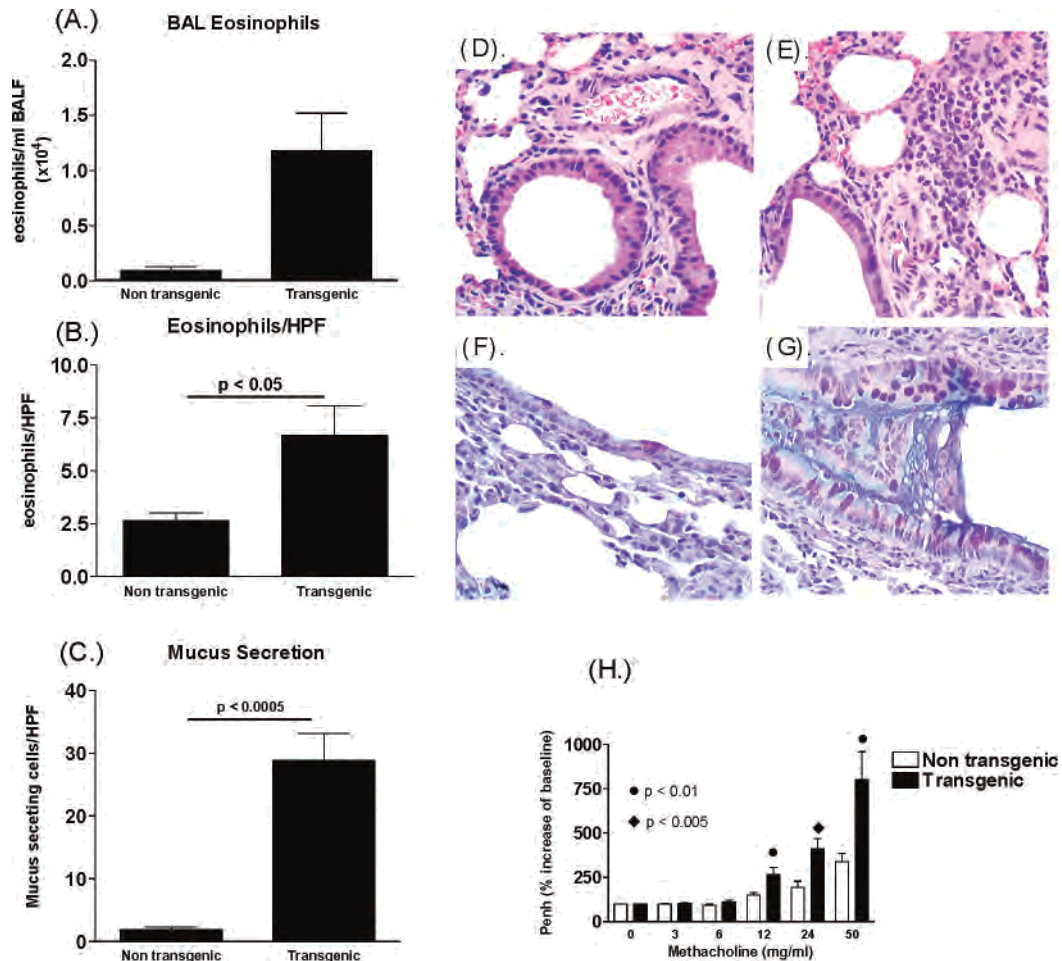 (A.)
BAL Eosinophils
eosinophils/ml BALF
(x10⁴)
2.0
1.5
1.0
0.5
0.0
Non transgenic
Transgenic
(B.)
Eosinophils/HPF
eosinophils/HPF
10.0
7.5
5.0
2.5
0.0
p < 0.05
Non transgenic
Transgenic
(C.)
Mucus Secretion
Mucus seceting cells/HPF
40
30
20
10
0
p < 0.0005
Non transgenic
Transgenic
(D).
(E).
(F).
(G).
(H.)
Penh (% increase of baseline)
1000
750
500
250
0
● p < 0.01
◆ p < 0.005
Non transgenic
Transgenic
0 3 6 12 24 50
Methacholine (mg/ml)